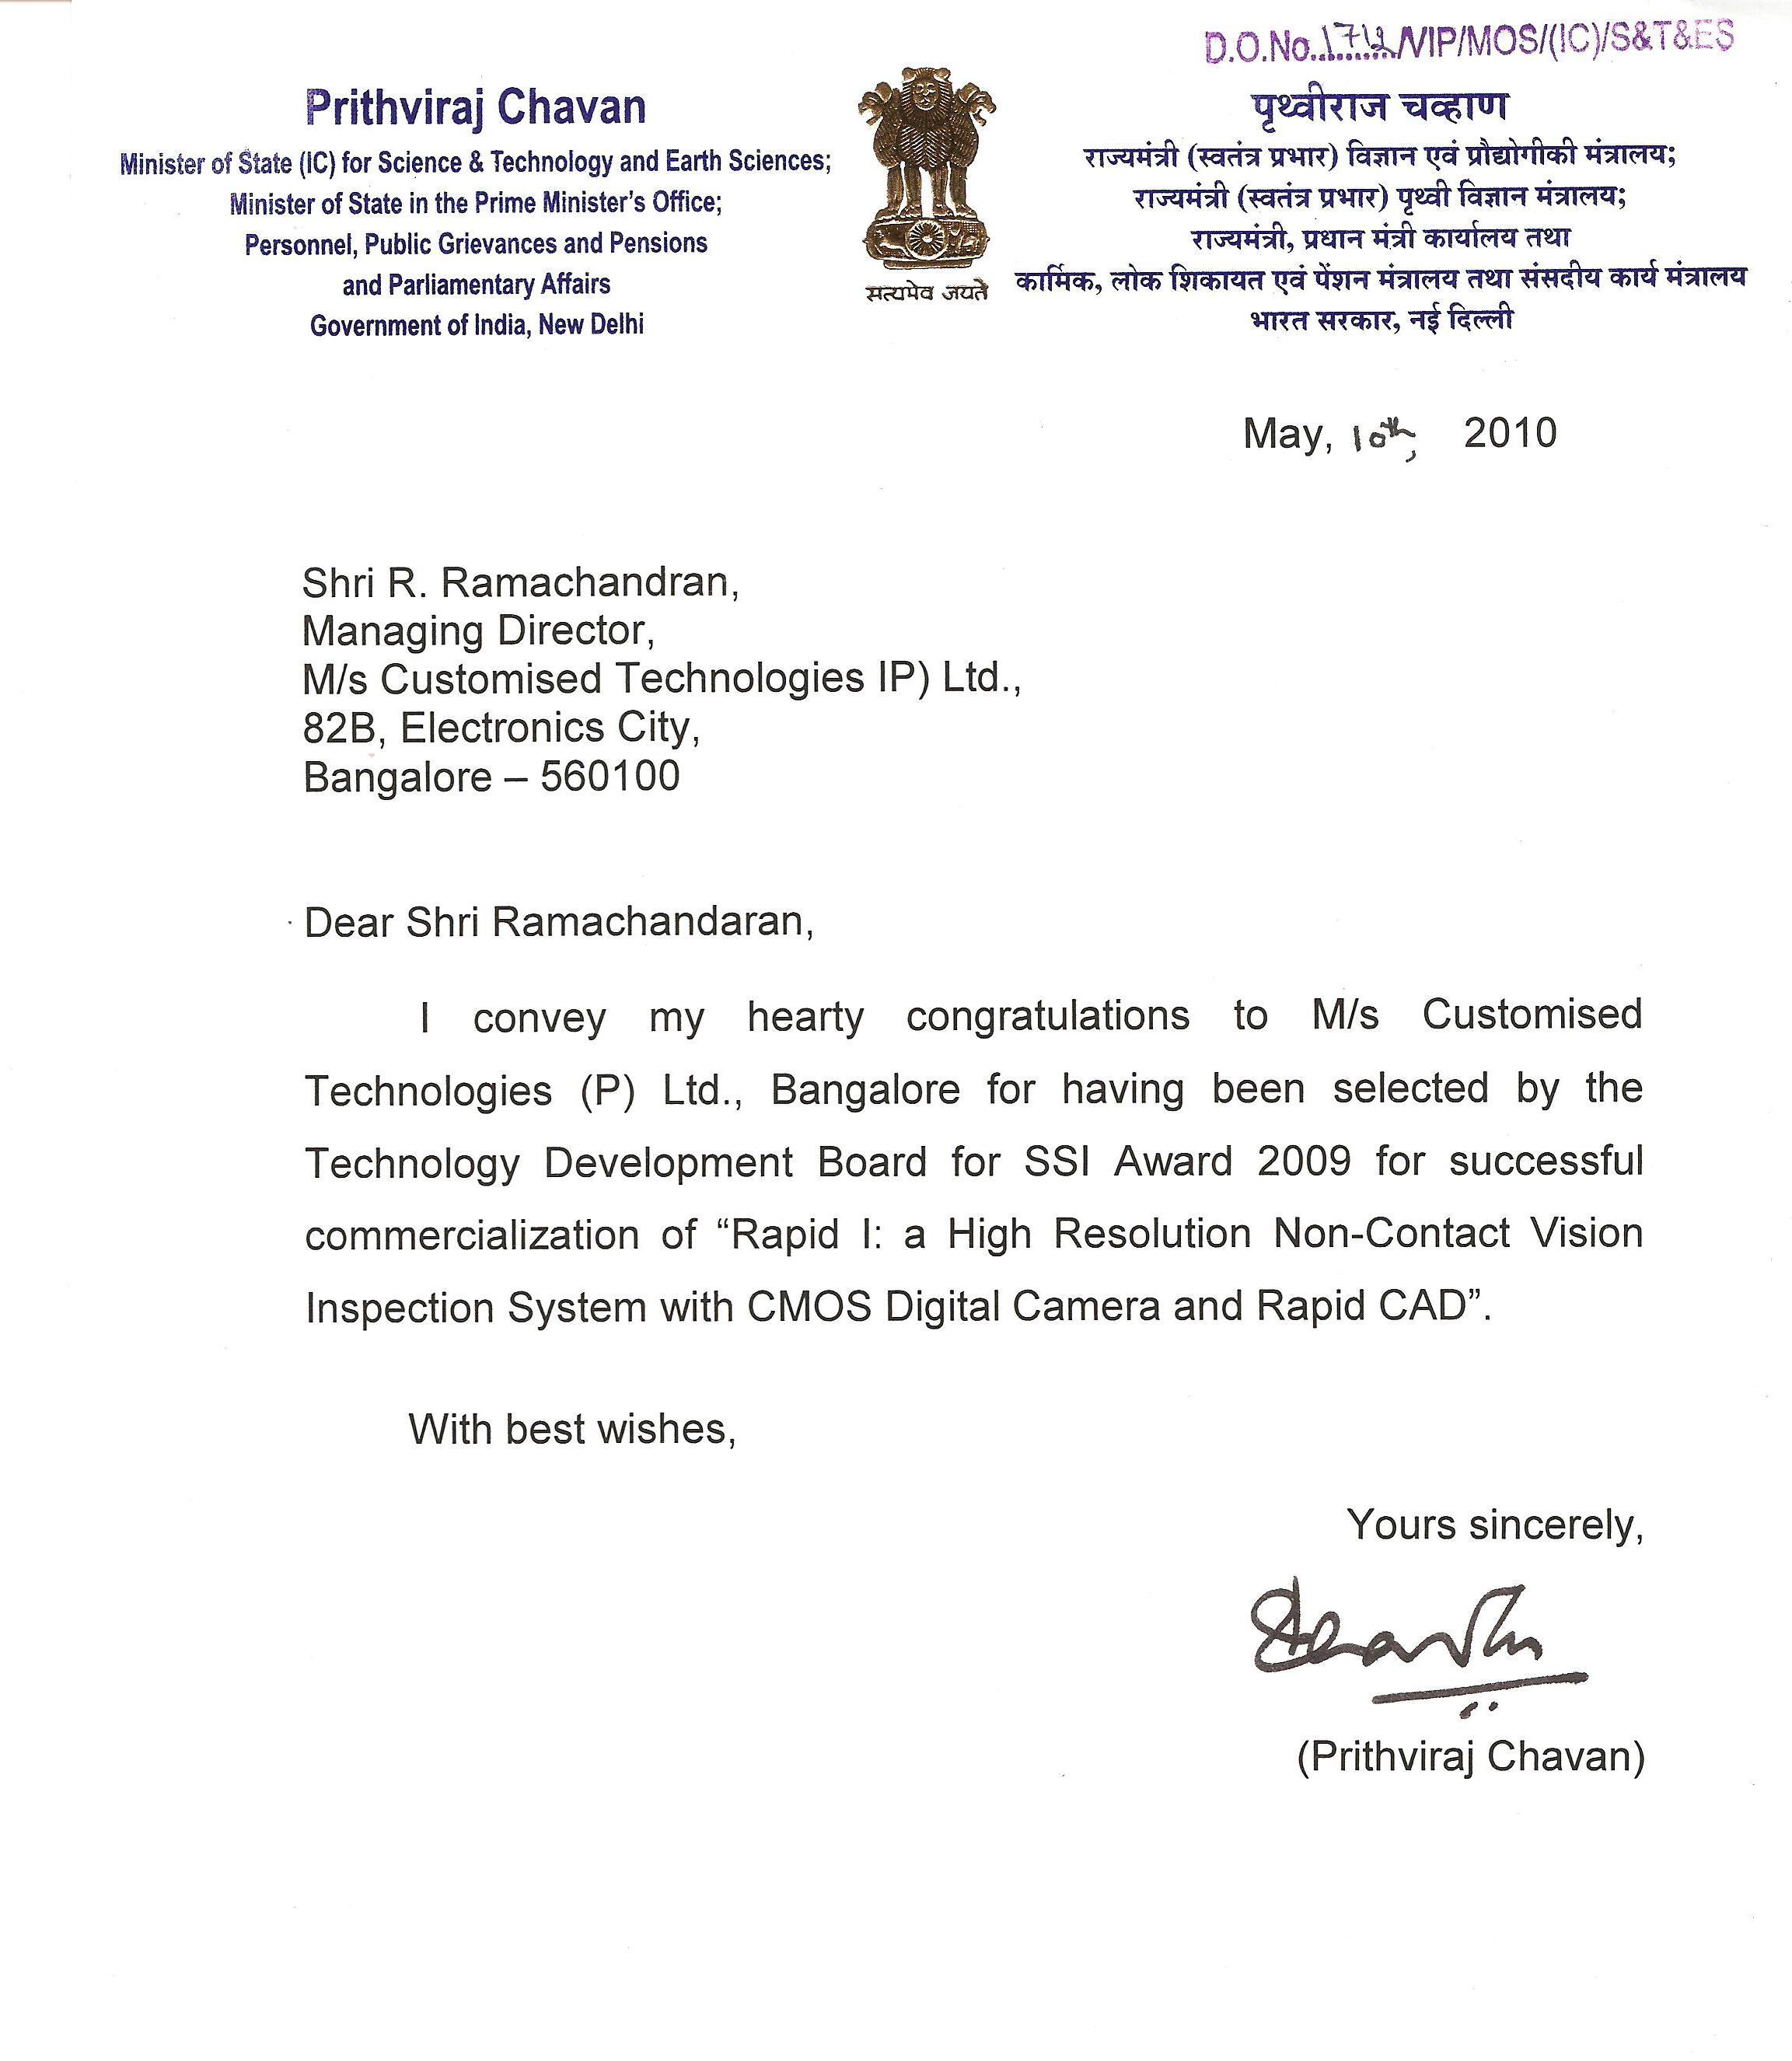 D.O.No.1712/VIP/MOS/(IC)/S&T&ES
Prithviraj Chavan
Minister of State (IC) for Science & Technology and Earth Sciences;
Minister of State in the Prime Minister's Office;
Personnel, Public Grievances and Pensions
and Parliamentary Affairs
Government of India, New Delhi
सत्यमेव जयते
पृथ्वीराज चव्हाण
राज्यमंत्री (स्वतंत्र प्रभार) विज्ञान एवं प्रौद्योगीकी मंत्रालय;
राज्यमंत्री (स्वतंत्र प्रभार) पृथ्वी विज्ञान मंत्रालय;
राज्यमंत्री, प्रधान मंत्री कार्यालय तथा
कार्मिक, लोक शिकायत एवं पेंशन मंत्रालय तथा संसदीय कार्य मंत्रालय
भारत सरकार, नई दिल्ली
May, 10th, 2010
Shri R. Ramachandran,
Managing Director,
M/s Customised Technologies IP) Ltd.,
82B, Electronics City,
Bangalore – 560100
Dear Shri Ramachandaran,
I convey my hearty congratulations to M/s Customised
Technologies (P) Ltd., Bangalore for having been selected by the
Technology Development Board for SSI Award 2009 for successful
commercialization of “Rapid I: a High Resolution Non-Contact Vision
Inspection System with CMOS Digital Camera and Rapid CAD”.
With best wishes,
Yours sincerely,
(Prithviraj Chavan)